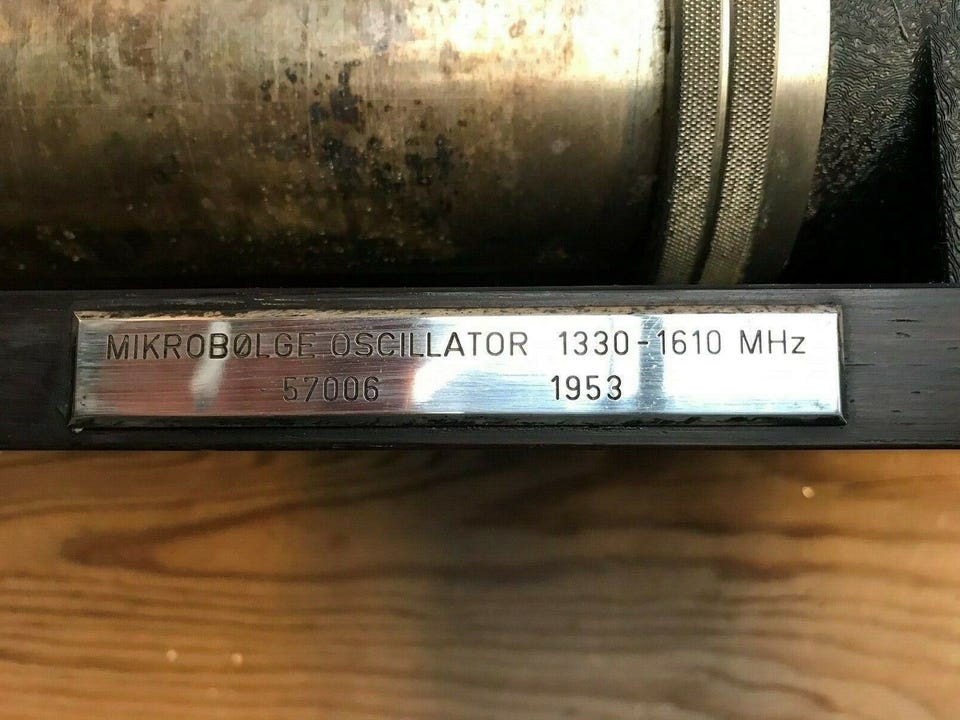 MIKROBØLGE OSCILLATOR 1330-1610 MHz
57006 1953